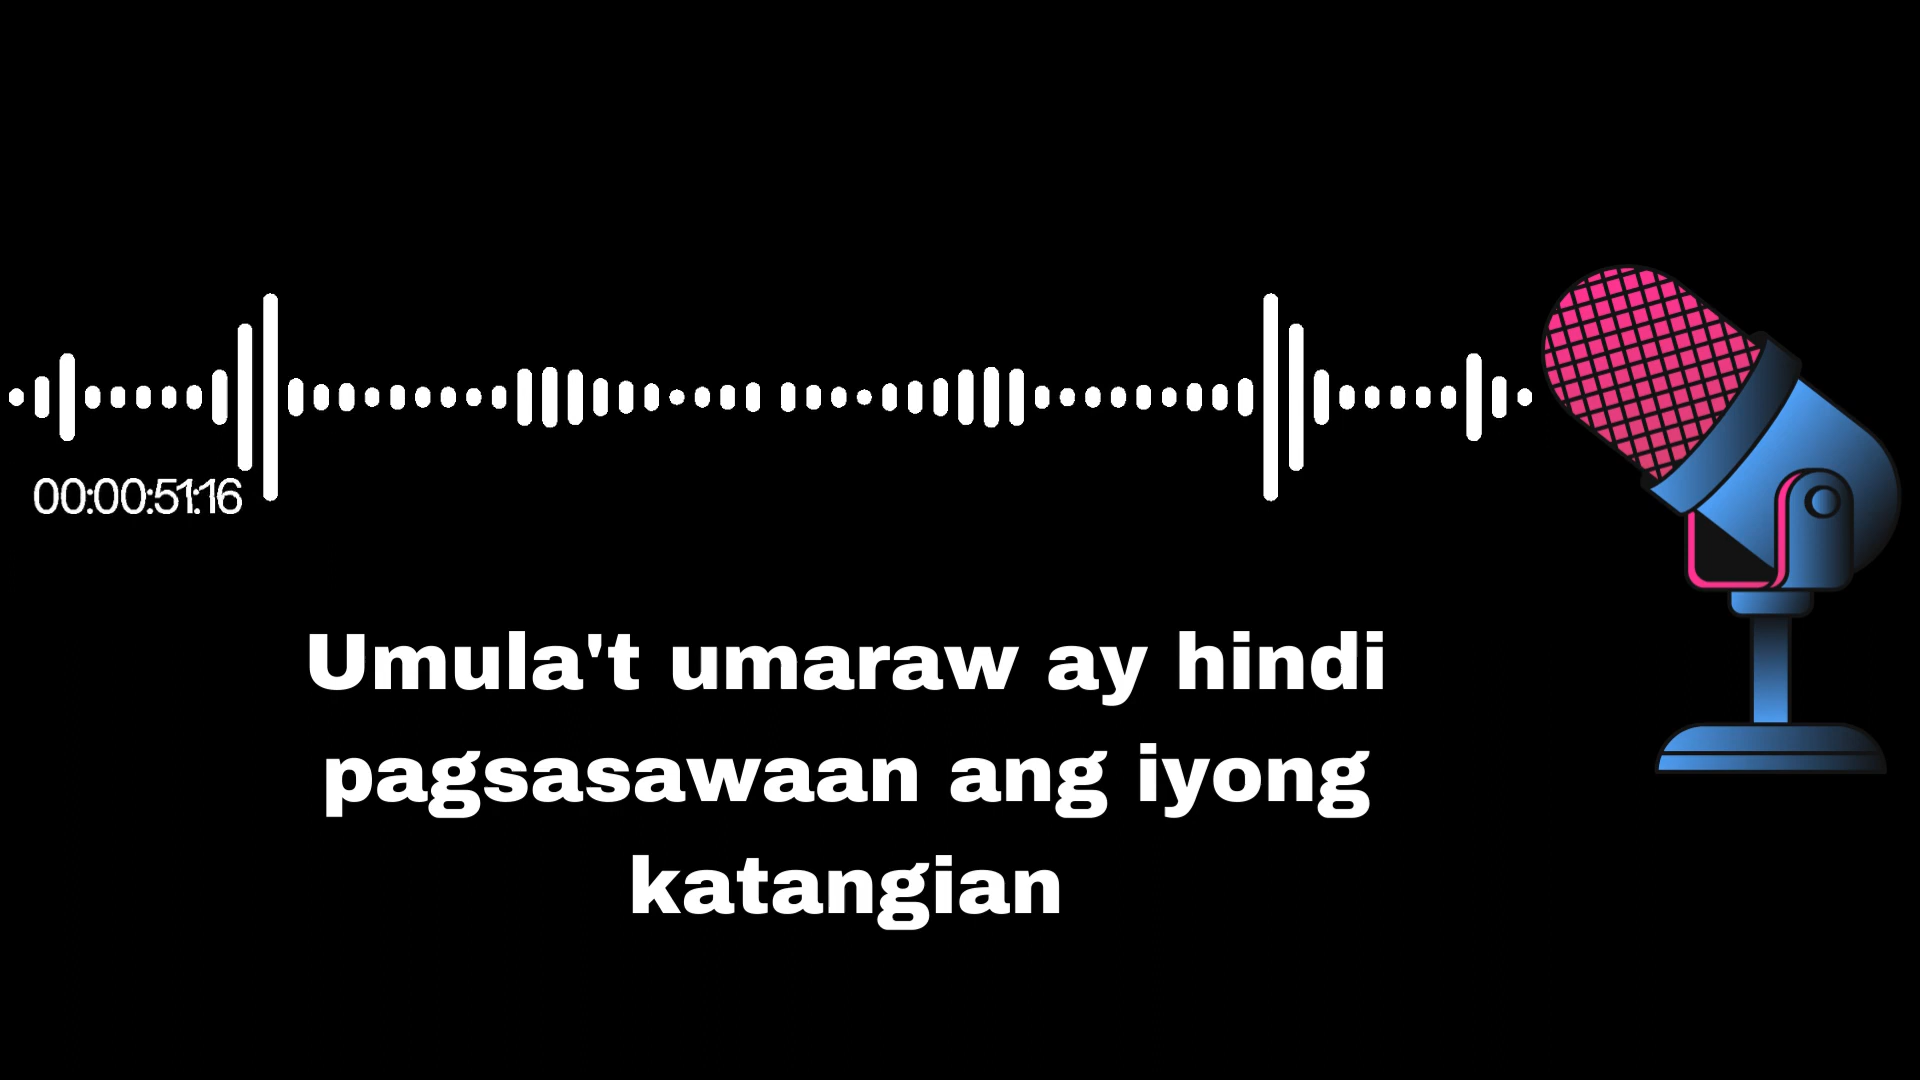 00:00:51:16
Umula't umaraw ay hindi
pagsasawaan ang iyong
katangian